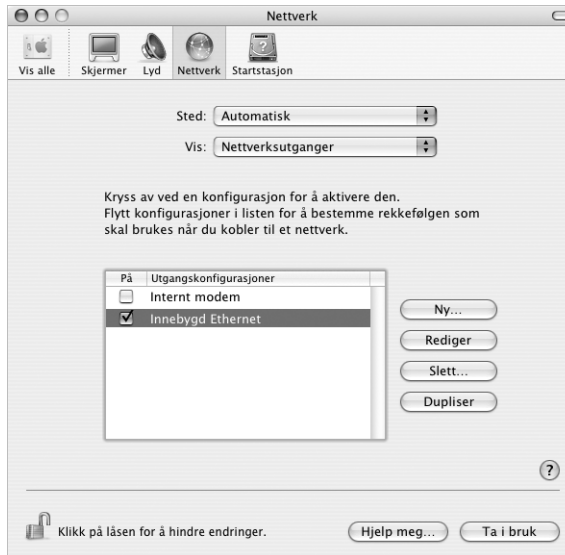 Nettverk
Vis alle Skjermer Lyd Nettverk Startstasjon
Sted: Automatisk
Vis: Nettverksutganger
Kryss av ved en konfigurasjon for å aktivere den.
Flytt konfigurasjoner i listen for å bestemme rekkefølgen som
skal brukes når du kobler til et nettverk.
På Utgangskonfigurasjoner
Internt modem
Innebygd Ethernet
Ny...
Rediger
Slett...
Dupliser
?
Klikk på låsen for å hindre endringer. Hjelp meg... Ta i bruk